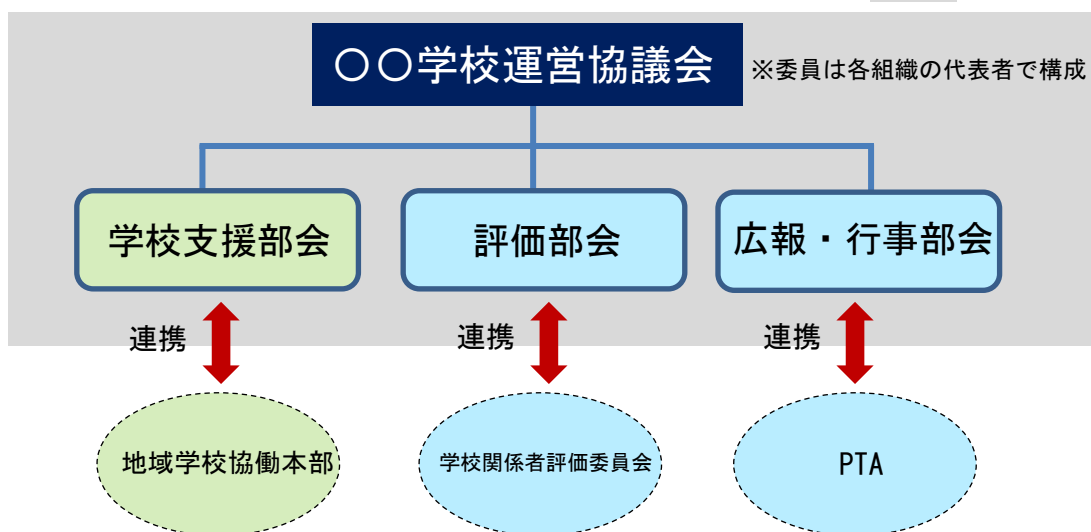 〇〇学校運営協議会
※委員は各組織の代表者で構成
学校支援部会
評価部会
広報・行事部会
連携
連携
連携
地域学校協働本部
学校関係者評価委員会
PTA